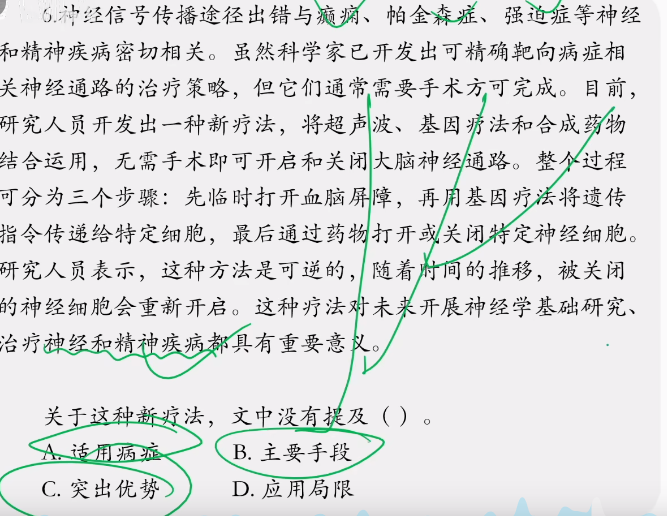 6.神经信号传播途径出错与癫痫、帕金森症、强迫症等神经
和精神疾病密切相关。虽然科学家已开发出可精确靶向病症相
关神经通路的治疗策略，但它们通常需要手术方可完成。目前，
研究人员开发出一种新疗法，将超声波、基因疗法和合成药物
结合运用，无需手术即可开启和关闭大脑神经通路。整个过程
可分为三个步骤：先临时打开血脑屏障，再用基因疗法将遗传
指令传递给特定细胞，最后通过药物打开或关闭特定神经细胞。
研究人员表示，这种方法是可逆的，随着时间的推移，被关闭
的神经细胞会重新开启。这种疗法对未来开展神经学基础研究、
治疗神经和精神疾病都具有重要意义。
关于这种新疗法，文中没有提及（ ）。
A. 适用病症 B. 主要手段
C. 突出优势 D. 应用局限